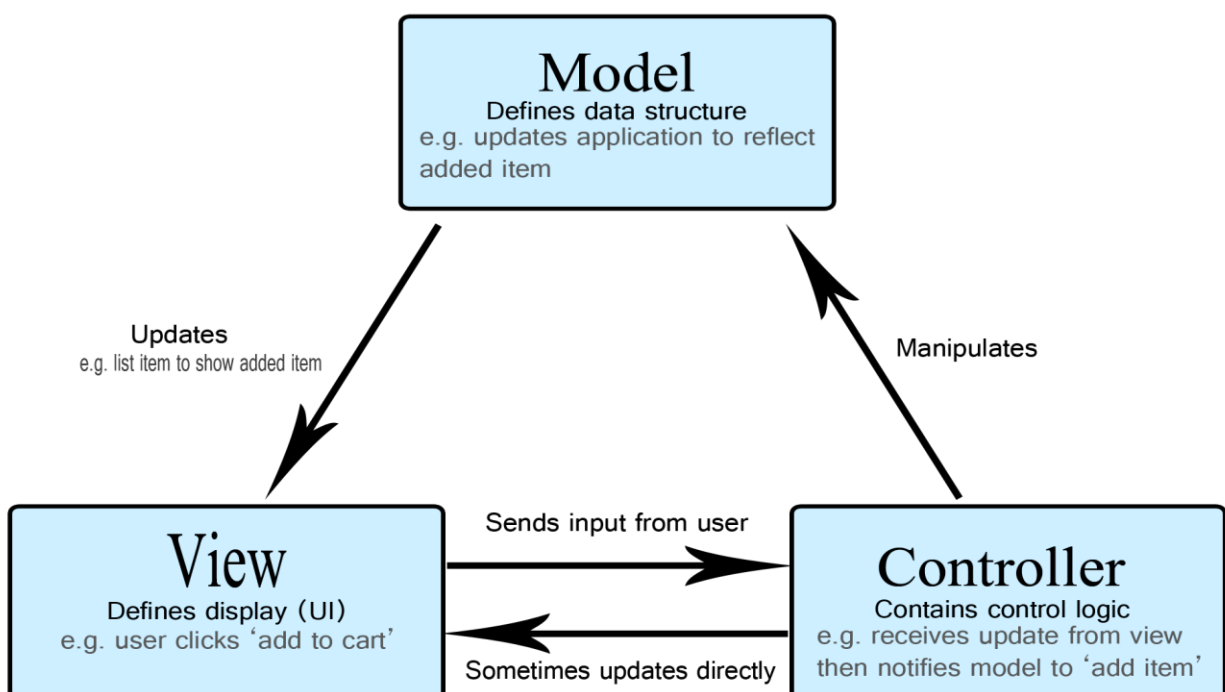 Model
Defines data structure
e.g. updates application to reflect
added item
Updates
e.g. list item to show added item
Manipulates
Sends input from user
View
Defines display (UI)
e.g. user clicks ‘add to cart’
Sometimes updates directly
Controller
Contains control logic
e.g. receives update from view
then notifies model to ‘add item’